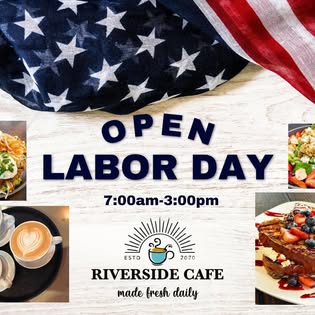 OPEN
LABOR DAY
7:00am-3:00pm
ESTD 2020
RIVERSIDE CAFE
made fresh daily